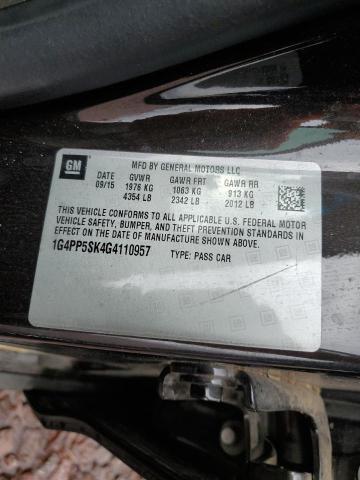 GM
MFD BY GENERAL MOTORS LLC
DATE GVWR GAWR FRT GAWR RR
09/15 1976 KG 1063 KG 913 KG
4354 LB 2342 LB 2012 LB
THIS VEHICLE CONFORMS TO ALL APPLICABLE U.S. FEDERAL MOTOR
VEHICLE SAFETY, BUMPER, AND THEFT PREVENTION STANDARDS IN
EFFECT ON THE DATE OF MANUFACTURE SHOWN ABOVE.
1G4PP5SK4G4110957 TYPE: PASS CAR